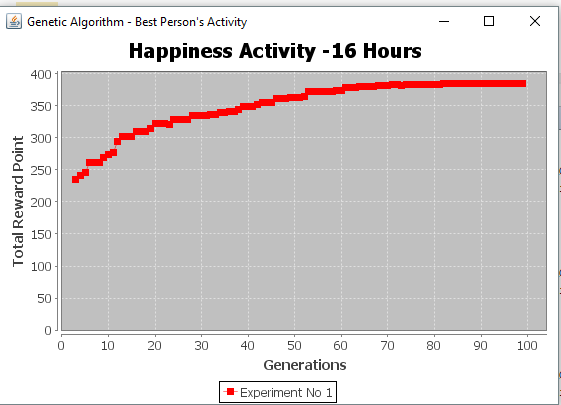 Genetic Algorithm - Best Person's Activity
Happiness Activity -16 Hours
Total Reward Point
400
350
300
250
200
150
100
50
0
0 10 20 30 40 50 60 70 80 90 100
Generations
Experiment No 1